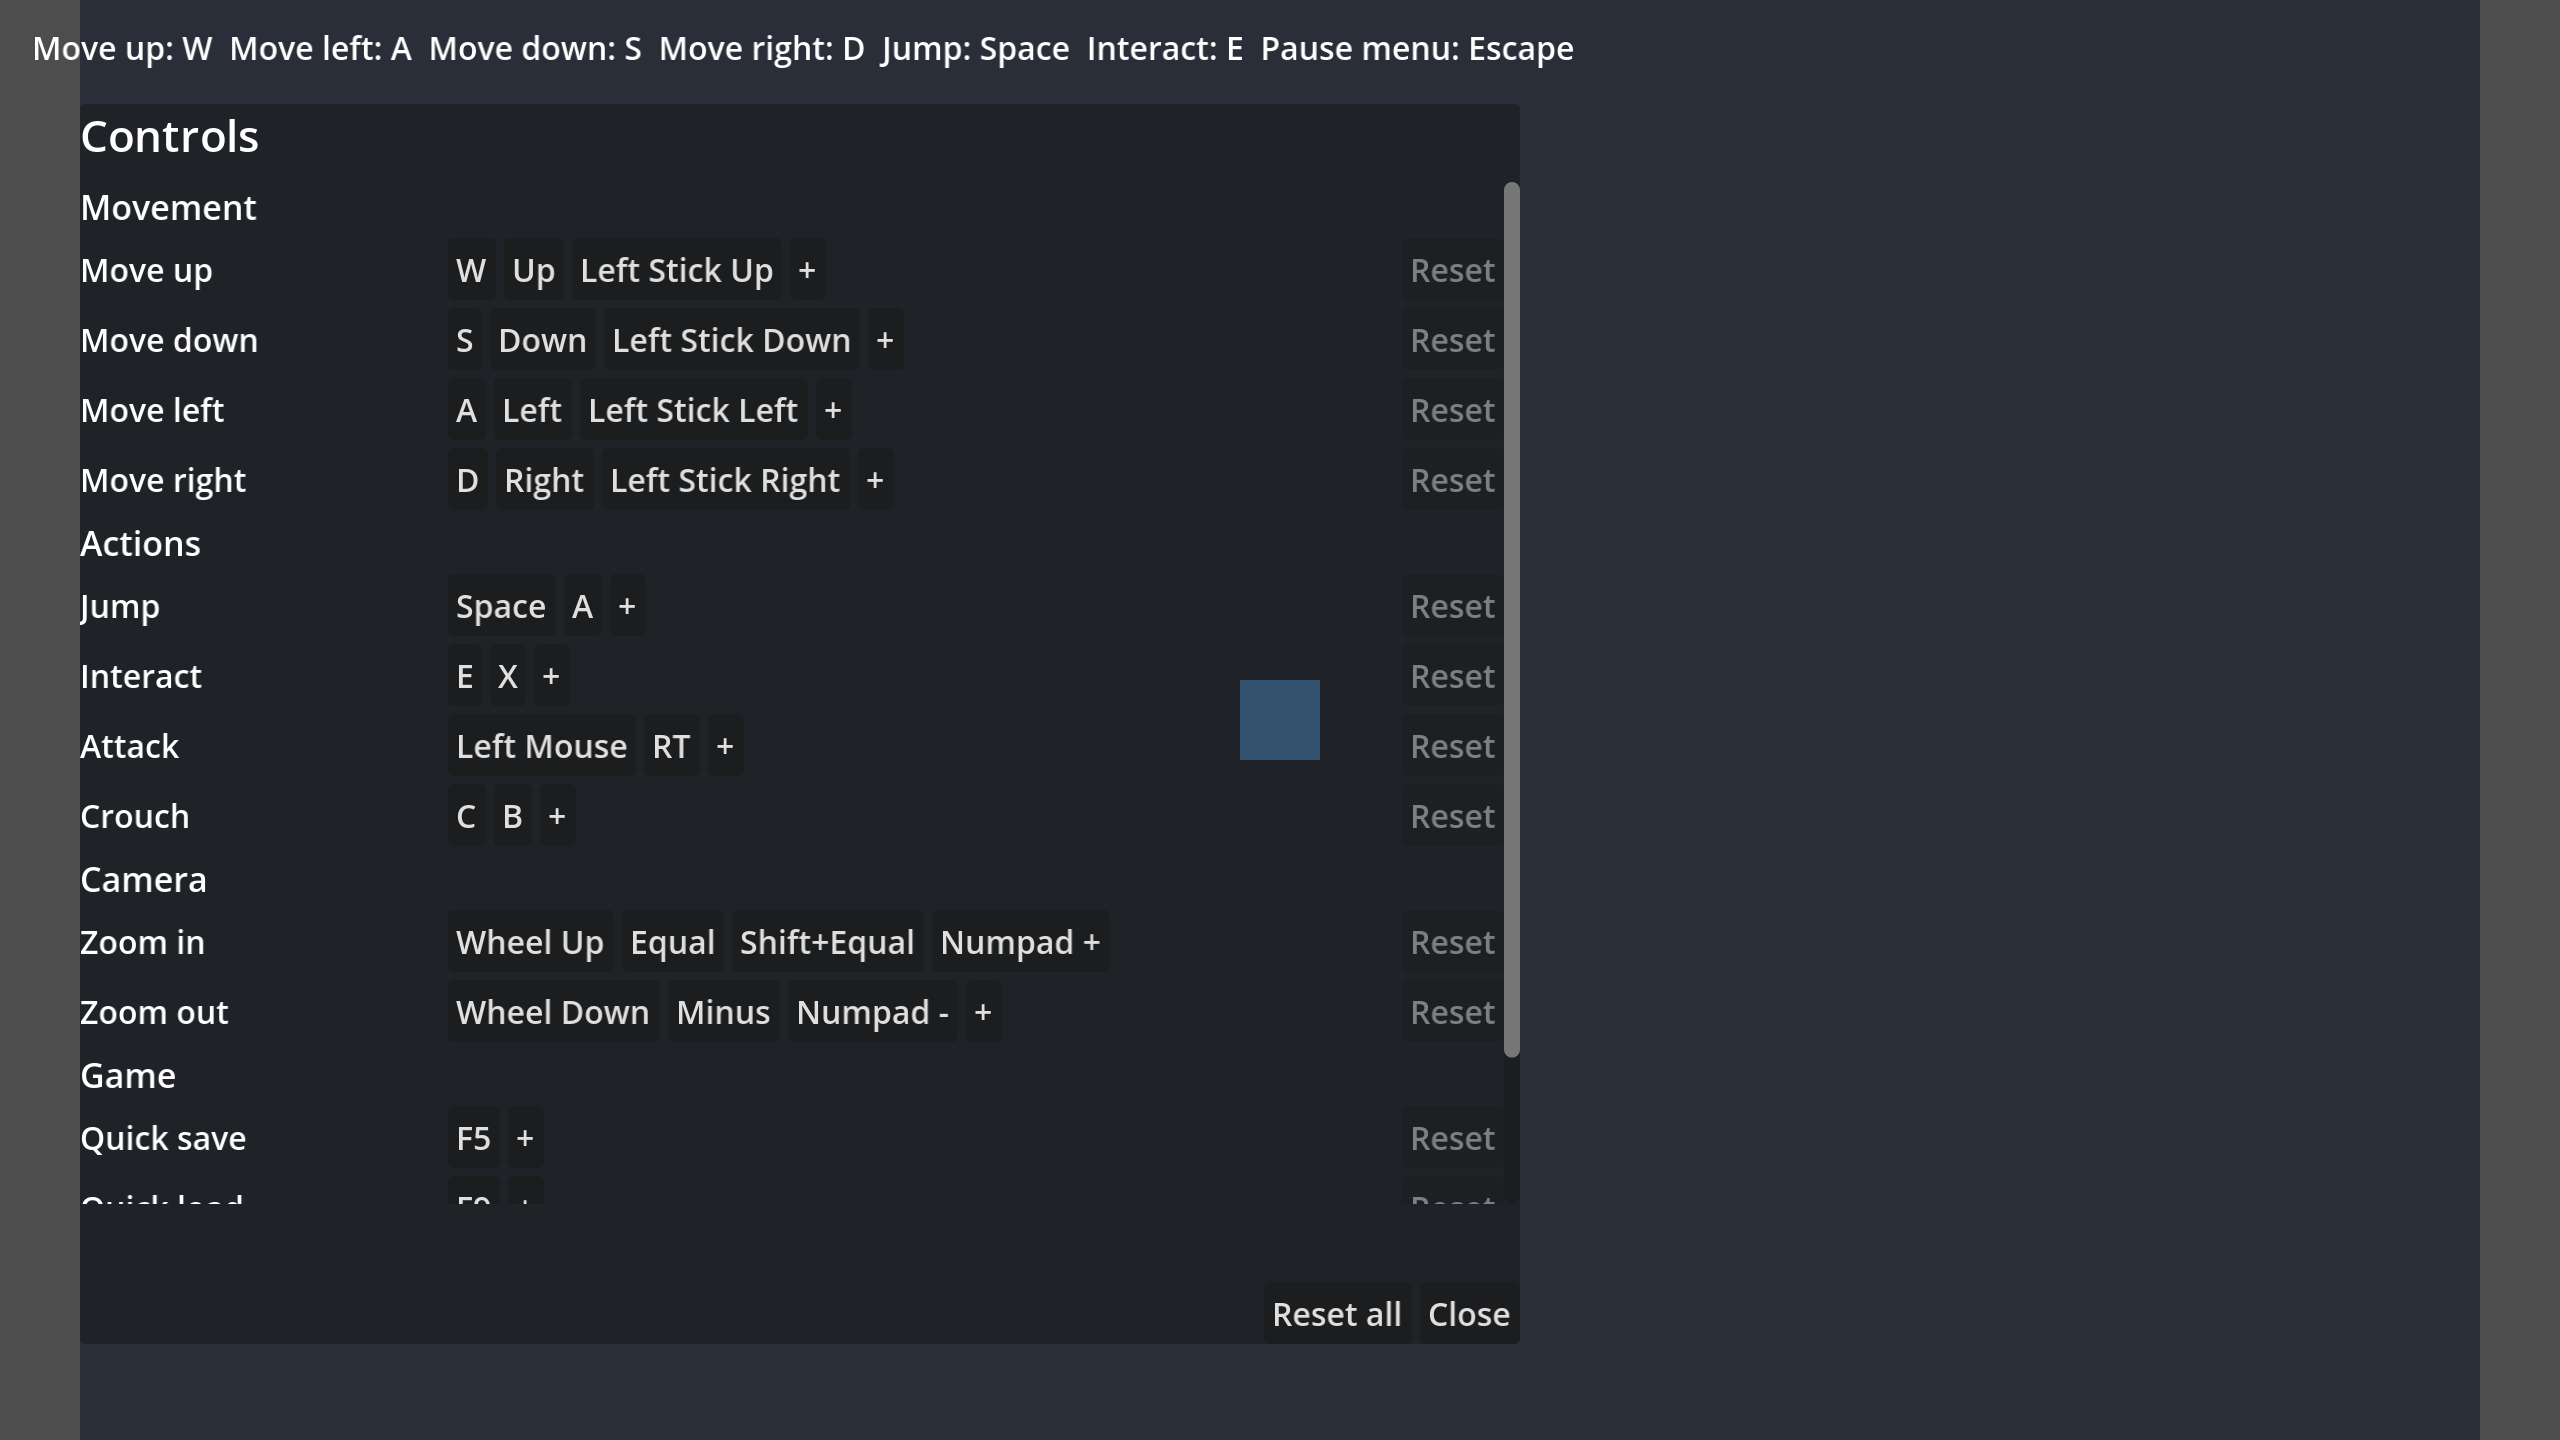 Move up: W  Move left: A  Move down: S  Move right: D  Jump: Space  Interact: E  Pause menu: Escape
Controls
Movement
Move up W Up Left Stick Up + Reset
Move down S Down Left Stick Down + Reset
Move left A Left Left Stick Left + Reset
Move right D Right Left Stick Right + Reset
Actions
Jump Space A + Reset
Interact E X + Reset
Attack Left Mouse RT + Reset
Crouch C B + Reset
Camera
Zoom in Wheel Up Equal Shift+Equal Numpad + Reset
Zoom out Wheel Down Minus Numpad - + Reset
Game
Quick save F5 + Reset
Quick load F9 + Reset
Reset all Close